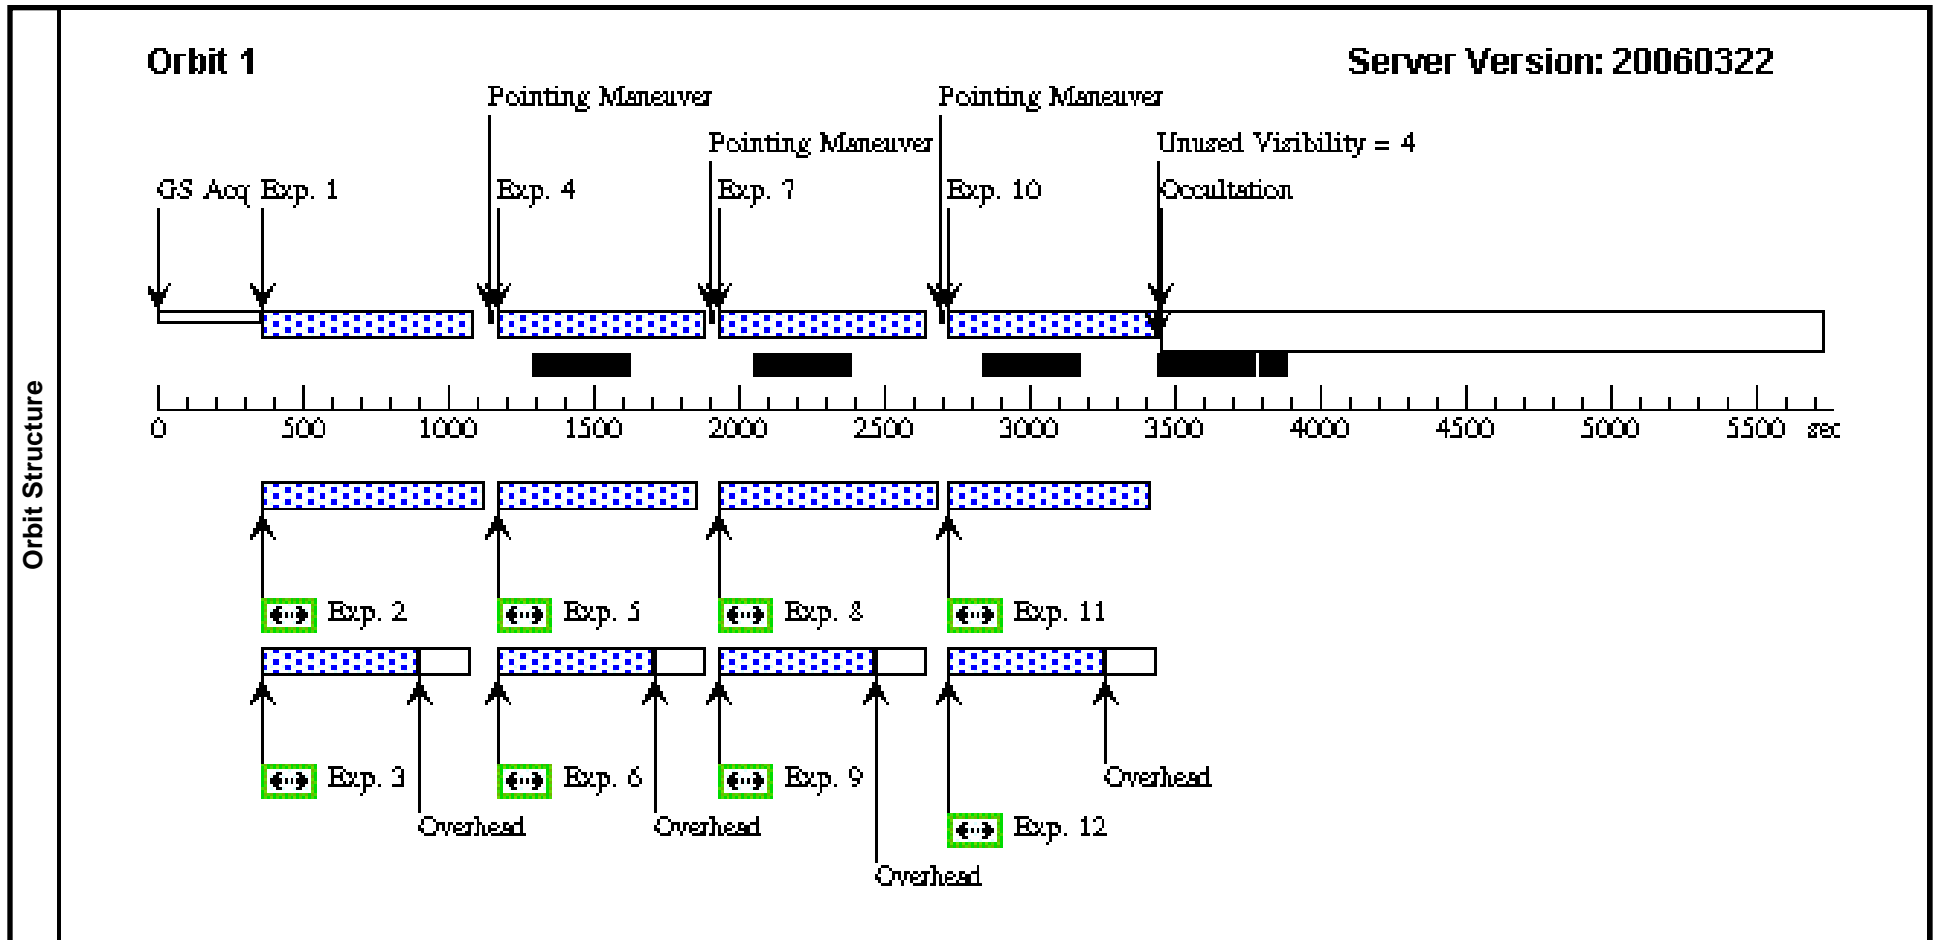 Orbit 1 Server Version: 20060322
Pointing Maneuver Pointing Maneuver
Pointing Maneuver Unused Visibility = 4
GS Acq Exp. 1 Exp. 4 Exp. 7 Exp. 10 Occultation
0 500 1000 1500 2000 2500 3000 3500 4000 4500 5000 5500 sec
Orbit Structure
Exp. 2 Exp. 5 Exp. 8 Exp. 11
Exp. 3 Exp. 6 Exp. 9 Overhead
Overhead Overhead Exp. 12
Overhead